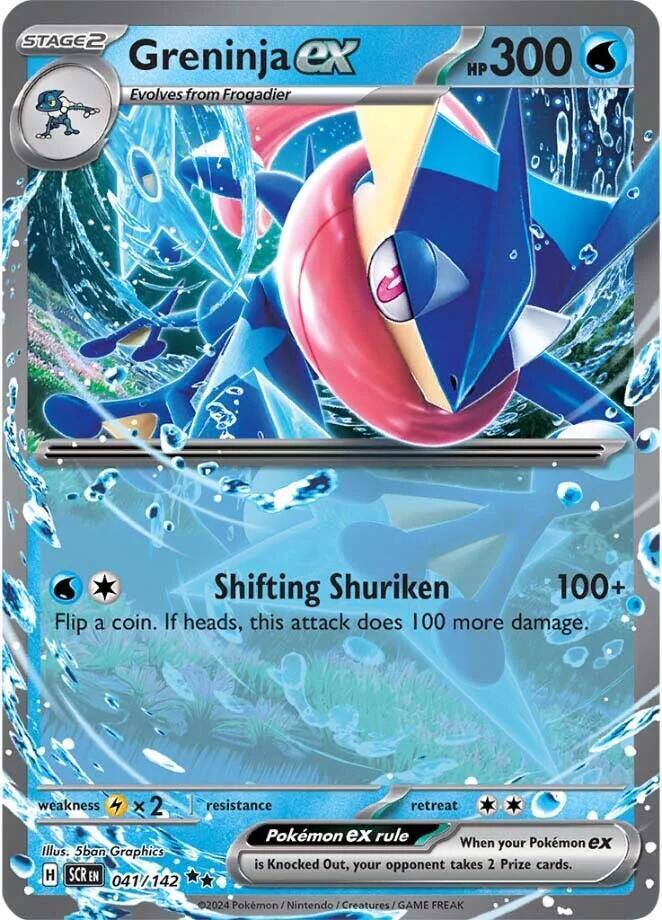 STAGE2
Greninja ex
HP 300
Evolves from Frogadier
Shifting Shuriken 100+
Flip a coin. If heads, this attack does 100 more damage.
weakness ×2 resistance retreat
Illus. 5ban Graphics
Pokémon ex rule When your Pokémon ex
is Knocked Out, your opponent takes 2 Prize cards.
H SCR EN 041/142
©2024 Pokémon / Nintendo / Creatures / GAME FREAK